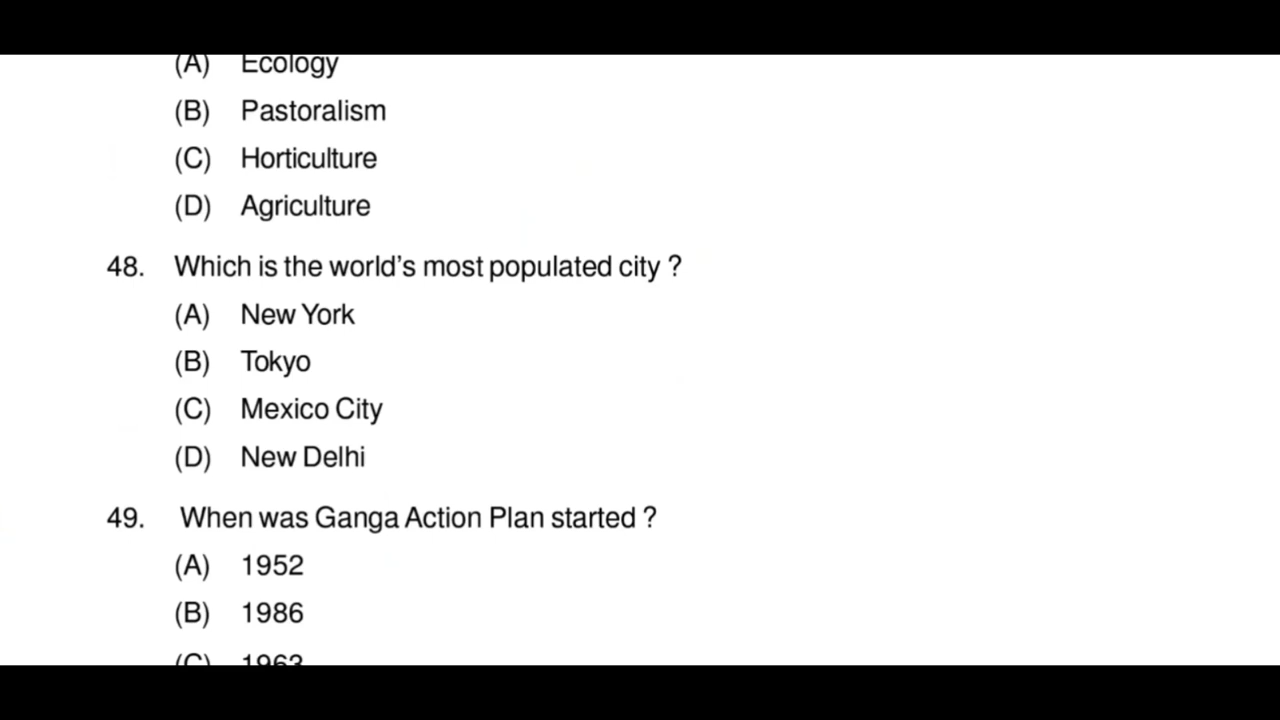 (A) Ecology
(B) Pastoralism
(C) Horticulture
(D) Agriculture
48. Which is the world's most populated city ?
(A) New York
(B) Tokyo
(C) Mexico City
(D) New Delhi
49. When was Ganga Action Plan started ?
(A) 1952
(B) 1986
(C) 1963